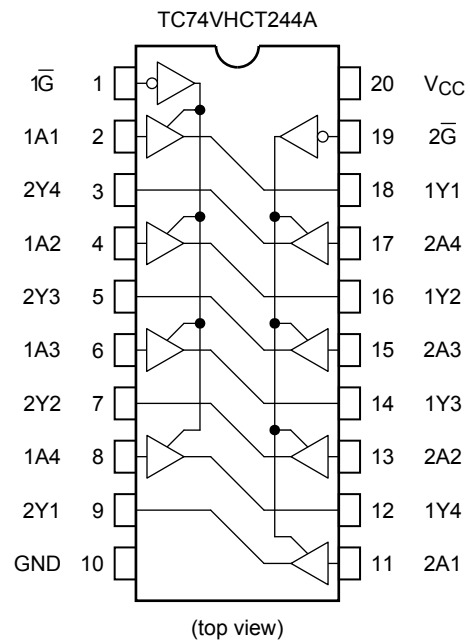 TC74VHCT244A
1G̅ 1 20 VCC
1A1 2 19 2G̅
2Y4 3 18 1Y1
1A2 4 17 2A4
2Y3 5 16 1Y2
1A3 6 15 2A3
2Y2 7 14 1Y3
1A4 8 13 2A2
2Y1 9 12 1Y4
GND 10 11 2A1
(top view)